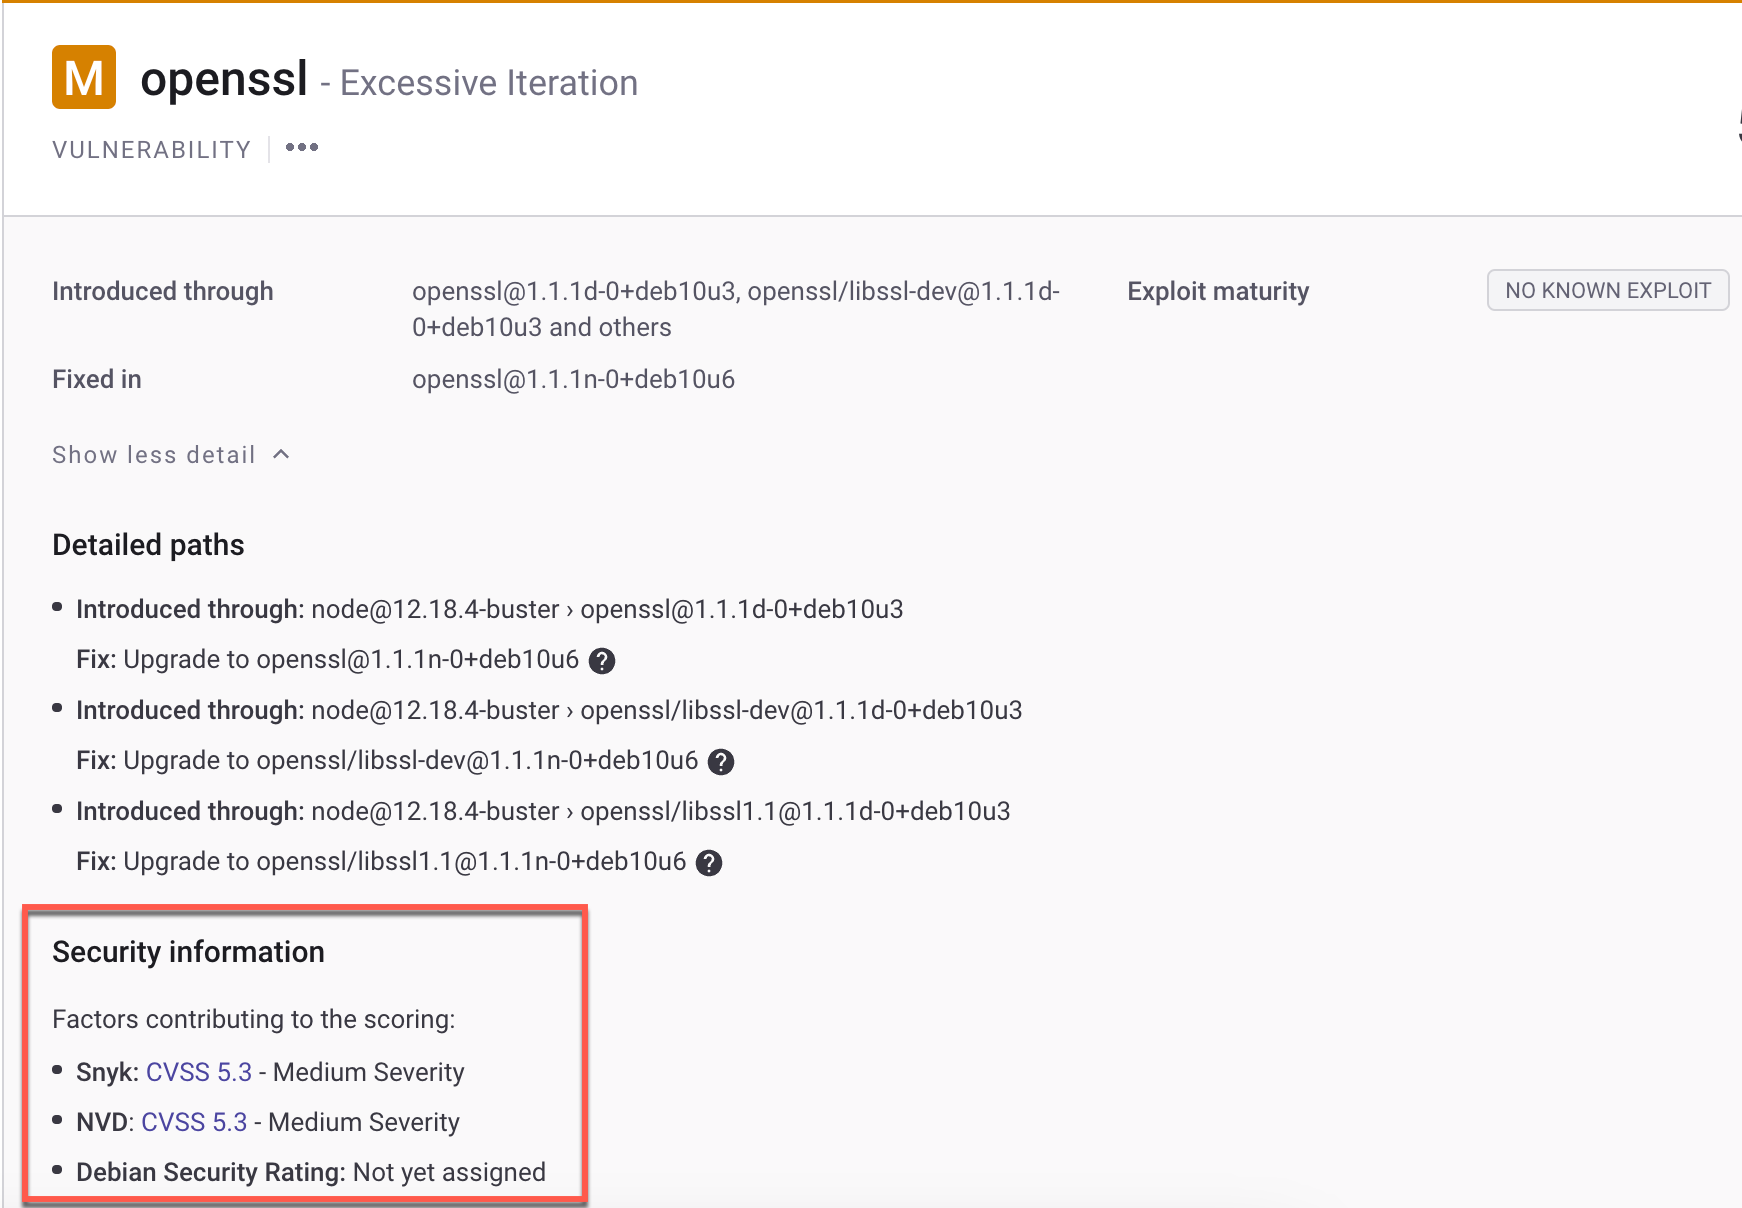 M openssl - Excessive Iteration
VULNERABILITY
Introduced through openssl@1.1.1d-0+deb10u3, openssl/libssl-dev@1.1.1d- Exploit maturity NO KNOWN EXPLOIT
0+deb10u3 and others
Fixed in openssl@1.1.1n-0+deb10u6
Show less detail
Detailed paths
• Introduced through: node@12.18.4-buster › openssl@1.1.1d-0+deb10u3
Fix: Upgrade to openssl@1.1.1n-0+deb10u6 ?
• Introduced through: node@12.18.4-buster › openssl/libssl-dev@1.1.1d-0+deb10u3
Fix: Upgrade to openssl/libssl-dev@1.1.1n-0+deb10u6 ?
• Introduced through: node@12.18.4-buster › openssl/libssl1.1@1.1.1d-0+deb10u3
Fix: Upgrade to openssl/libssl1.1@1.1.1n-0+deb10u6 ?
Security information
Factors contributing to the scoring:
• Snyk: CVSS 5.3 - Medium Severity
• NVD: CVSS 5.3 - Medium Severity
• Debian Security Rating: Not yet assigned